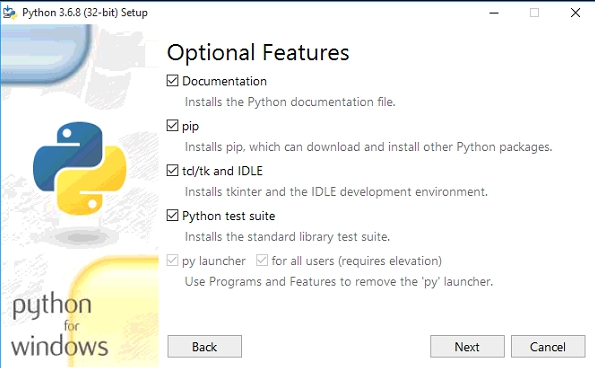 Python 3.6.8 (32-bit) Setup
Optional Features
Documentation
Installs the Python documentation file.
pip
Installs pip, which can download and install other Python packages.
tcl/tk and IDLE
Installs tkinter and the IDLE development environment.
Python test suite
Installs the standard library test suite.
py launcher for all users (requires elevation)
Use Programs and Features to remove the 'py' launcher.
python
for
windows
Back Next Cancel